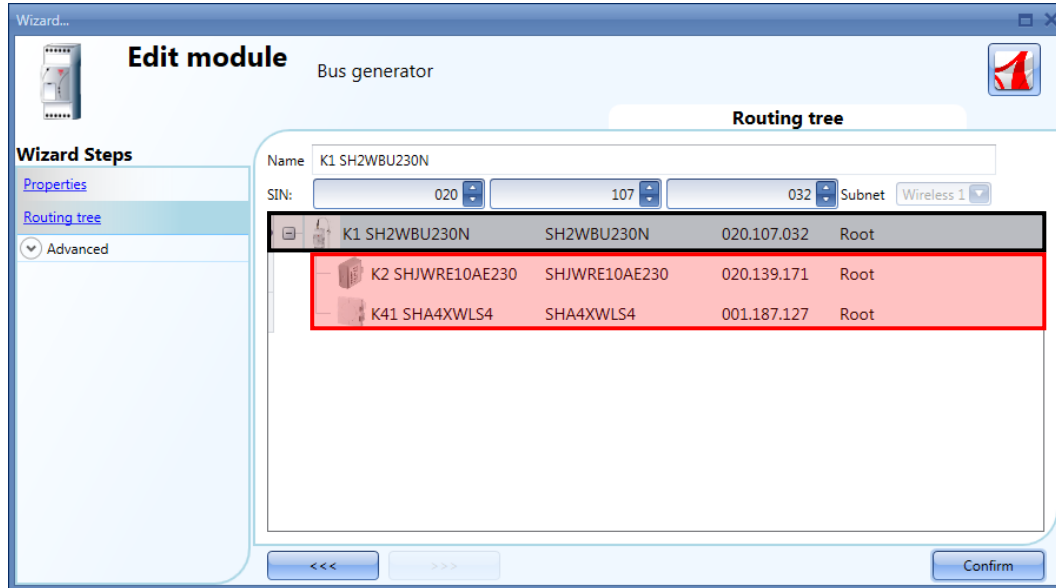 Wizard...
Edit module
Bus generator
Routing tree
Wizard Steps
Name K1 SH2WBU230N
Properties
SIN: 020 107 032 Subnet Wireless 1
Routing tree
K1 SH2WBU230N SH2WBU230N 020.107.032 Root
Advanced
K2 SHJWRE10AE230 SHJWRE10AE230 020.139.171 Root
K41 SHA4XWLS4 SHA4XWLS4 001.187.127 Root
<<< >>> Confirm